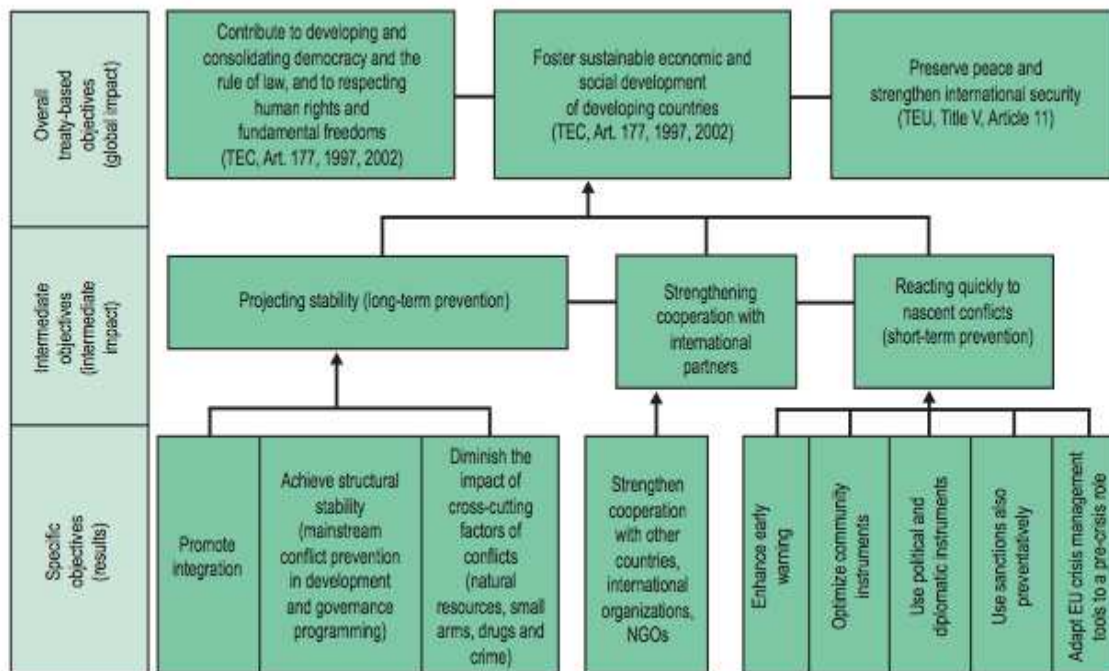 Overall
treaty-based
objectives
(global impact)
Contribute to developing and
consolidating democracy and the
rule of law, and to respecting
human rights and
fundamental freedoms
(TEC, Art. 177, 1997, 2002)
Foster sustainable economic and
social development
of developing countries
(TEC, Art. 177, 1997, 2002)
Preserve peace and
strengthen international security
(TEU, Title V, Article 11)
Intermediate
objectives
(intermediate
impact)
Projecting stability (long-term prevention)
Strengthening
cooperation with
international
partners
Reacting quickly to
nascent conflicts
(short-term prevention)
Specific
objectives
(results)
Promote
integration
Achieve structural
stability
(mainstream
conflict prevention
in development
and governance
programming)
Diminish the
impact of
cross-cutting
factors of
conflicts
(natural
resources, small
arms, drugs and
crime)
Strengthen
cooperation
with other
countries,
international
organizations,
NGOs
Enhance early
warning
Optimize community
instruments
Use political and
diplomatic instruments
Use sanctions also
preventatively
Adapt EU crisis management
tools to a pre-crisis role